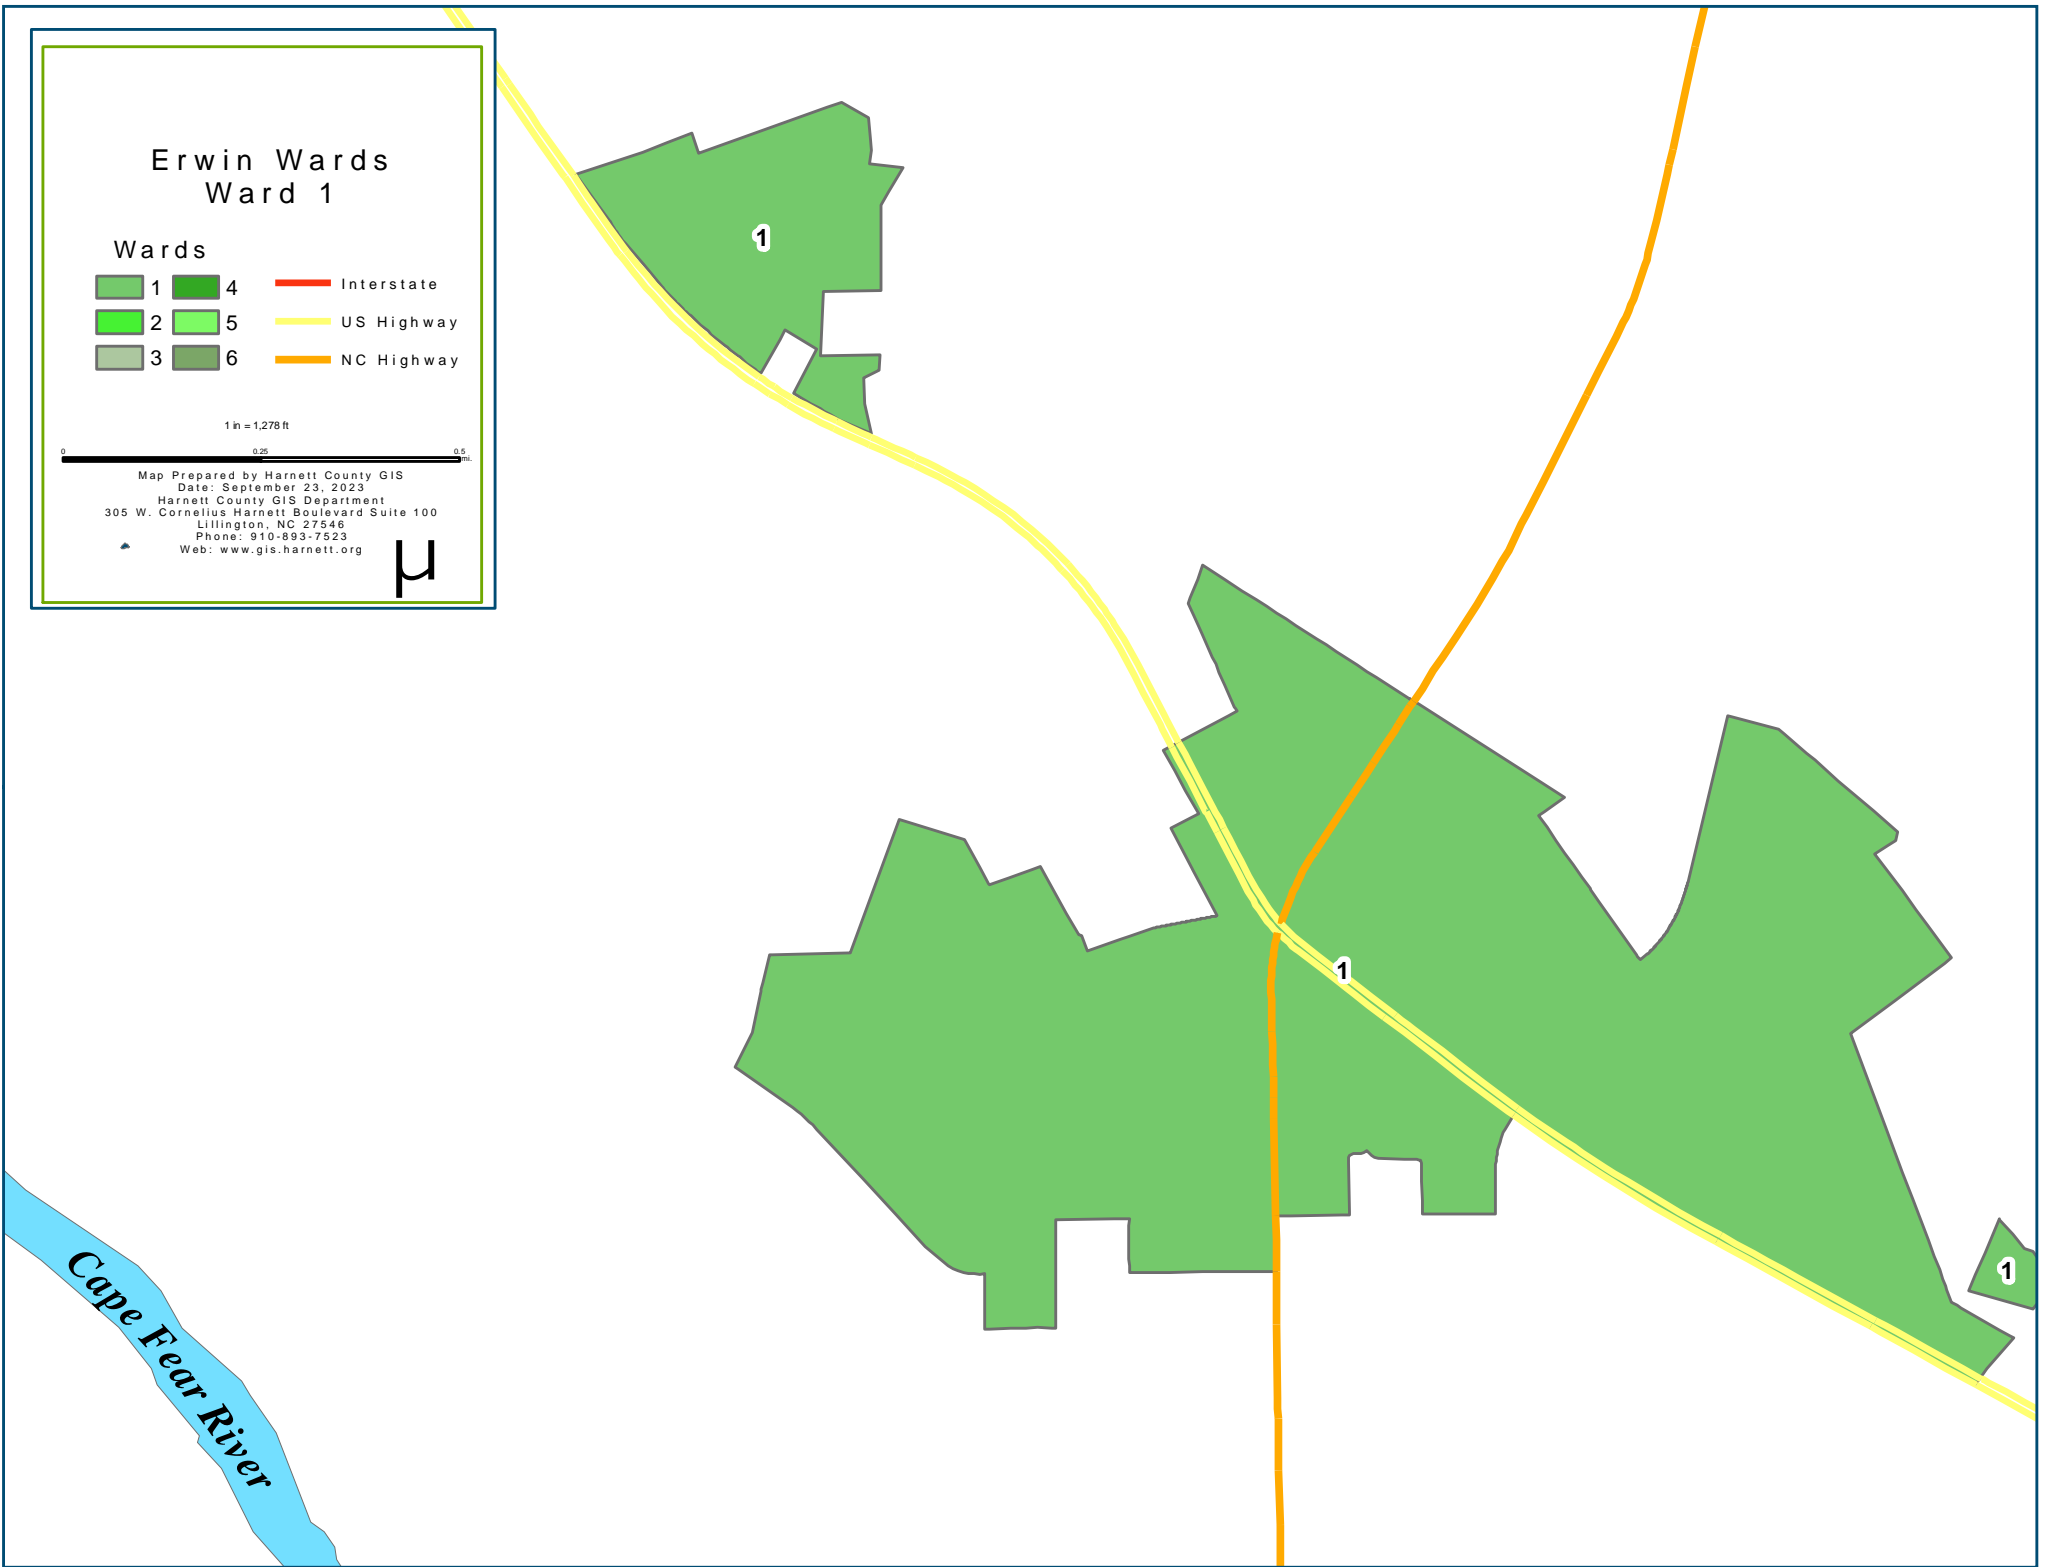 Erwin Wards
Ward 1
Wards
1
4
Interstate
2
5
US Highway
3
6
NC Highway
1 in = 1,278 ft
0 0.25 0.5
mi.
Map Prepared by Harnett County GIS
Date: September 23, 2023
Harnett County GIS Department
305 W. Cornelius Harnett Boulevard Suite 100
Lillington, NC 27546
Phone: 910-893-7523
Web: www.gis.harnett.org
µ
1
1
1
Cape Fear River